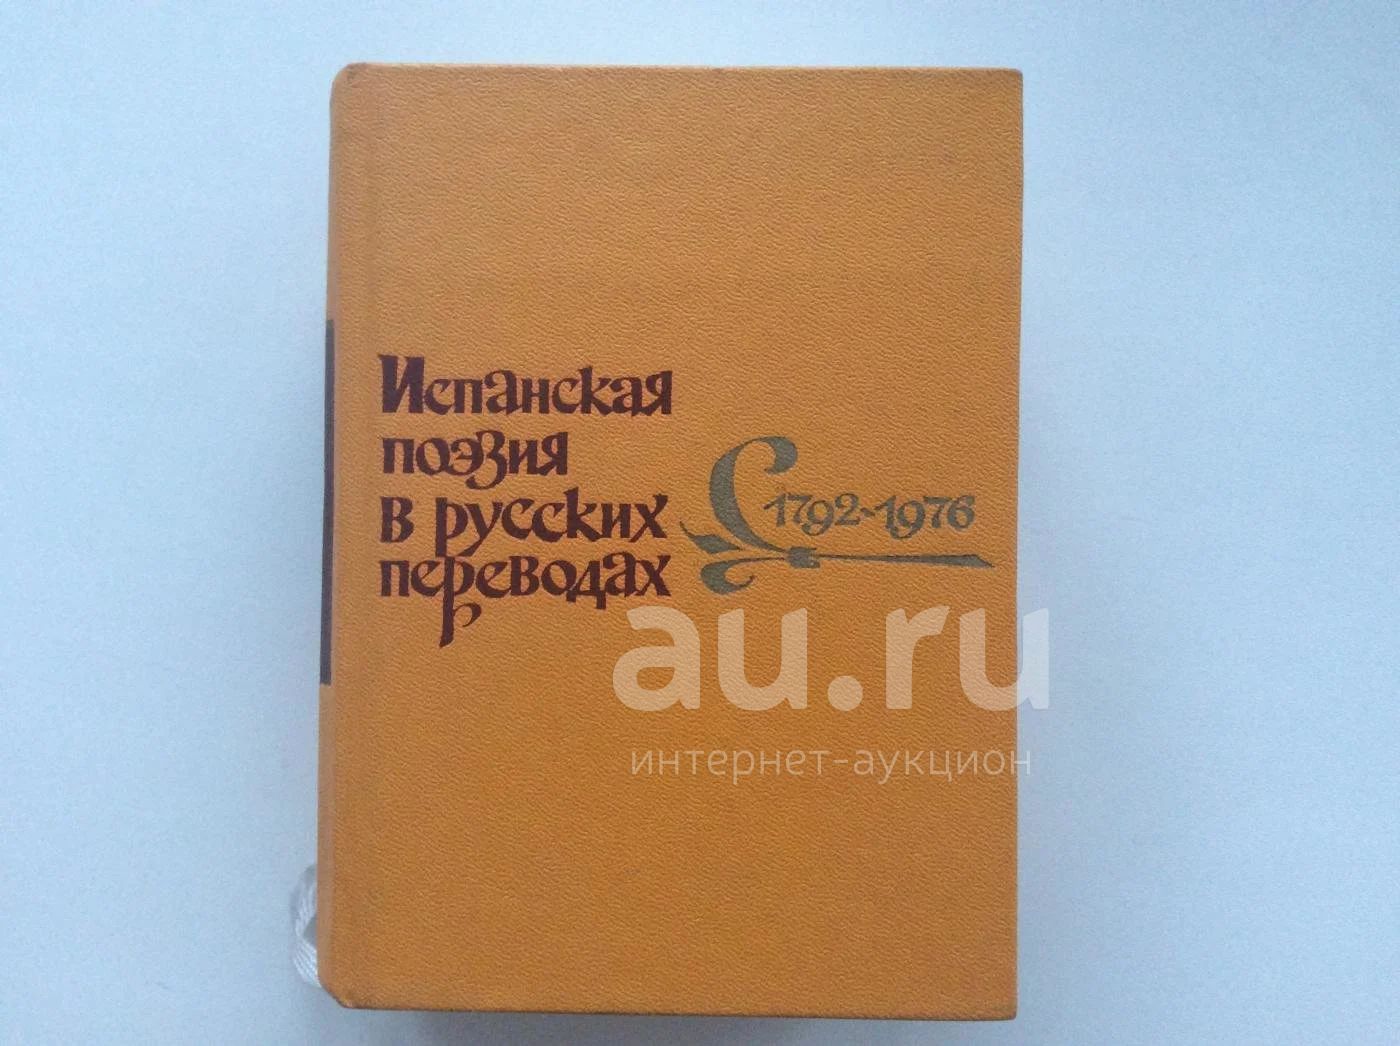 Испанская
поэзия
в русских
переводах
1792-1976
au.ru
интернет-аукцион